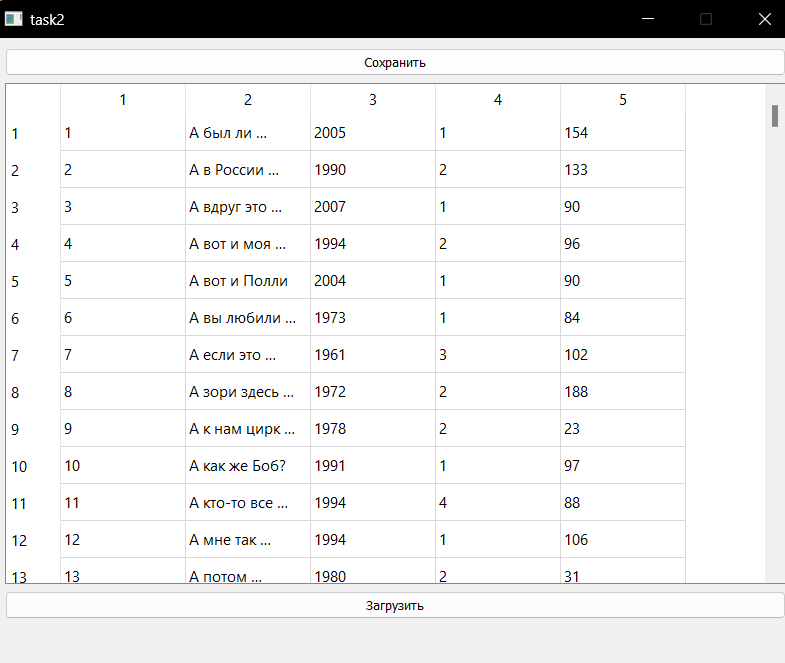 task2
Сохранить
1 2 3 4 5
1 1 А был ли ... 2005 1 154
2 2 А в России ... 1990 2 133
3 3 А вдруг это ... 2007 1 90
4 4 А вот и моя ... 1994 2 96
5 5 А вот и Полли 2004 1 90
6 6 А вы любили ... 1973 1 84
7 7 А если это ... 1961 3 102
8 8 А зори здесь ... 1972 2 188
9 9 А к нам цирк ... 1978 2 23
10 10 А как же Боб? 1991 1 97
11 11 А кто-то все ... 1994 4 88
12 12 А мне так ... 1994 1 106
13 13 А потом ... 1980 2 31
Загрузить